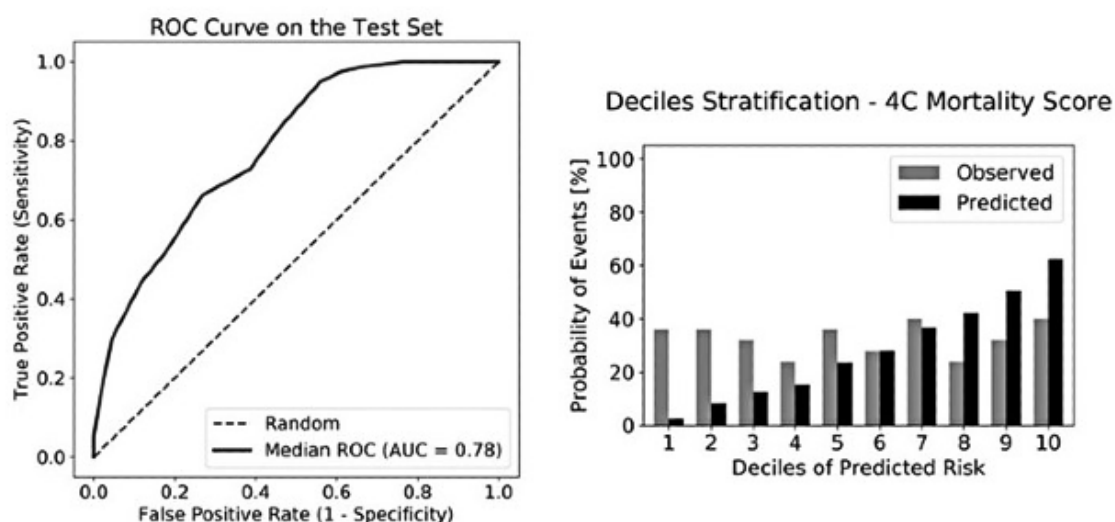 ROC Curve on the Test Set
True Positive Rate (Sensitivity)
1.0
0.8
0.6
0.4
0.2
0.0
Random
Median ROC (AUC = 0.78)
0.0 0.2 0.4 0.6 0.8 1.0
False Positive Rate (1 - Specificity)
Deciles Stratification - 4C Mortality Score
Probability of Events [%]
100
80
60
40
20
0
Observed
Predicted
1 2 3 4 5 6 7 8 9 10
Deciles of Predicted Risk